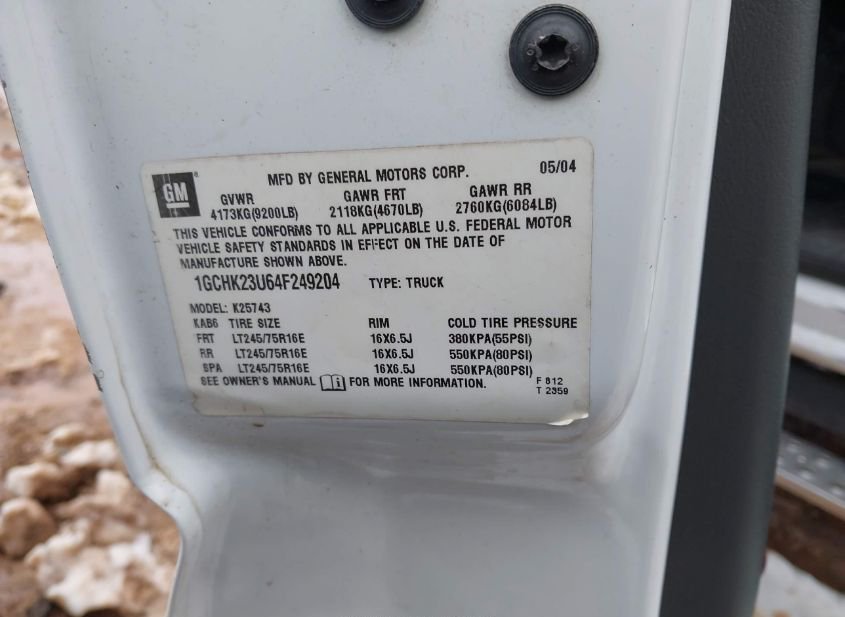 GM
MFD BY GENERAL MOTORS CORP. 05/04
GVWR GAWR FRT GAWR RR
4173KG(9200LB) 2118KG(4670LB) 2760KG(6084LB)
THIS VEHICLE CONFORMS TO ALL APPLICABLE U.S. FEDERAL MOTOR
VEHICLE SAFETY STANDARDS IN EFFECT ON THE DATE OF
MANUFACTURE SHOWN ABOVE.
1GCHK23U64F249204 TYPE: TRUCK
MODEL: K25743
KAB6 TIRE SIZE RIM COLD TIRE PRESSURE
FRT LT245/75R16E 16X6.5J 380KPA(55PSI)
RR LT245/75R16E 16X6.5J 550KPA(80PSI)
SPA LT245/75R16E 16X6.5J 550KPA(80PSI)
SEE OWNER'S MANUAL FOR MORE INFORMATION.
F 812
T 2359